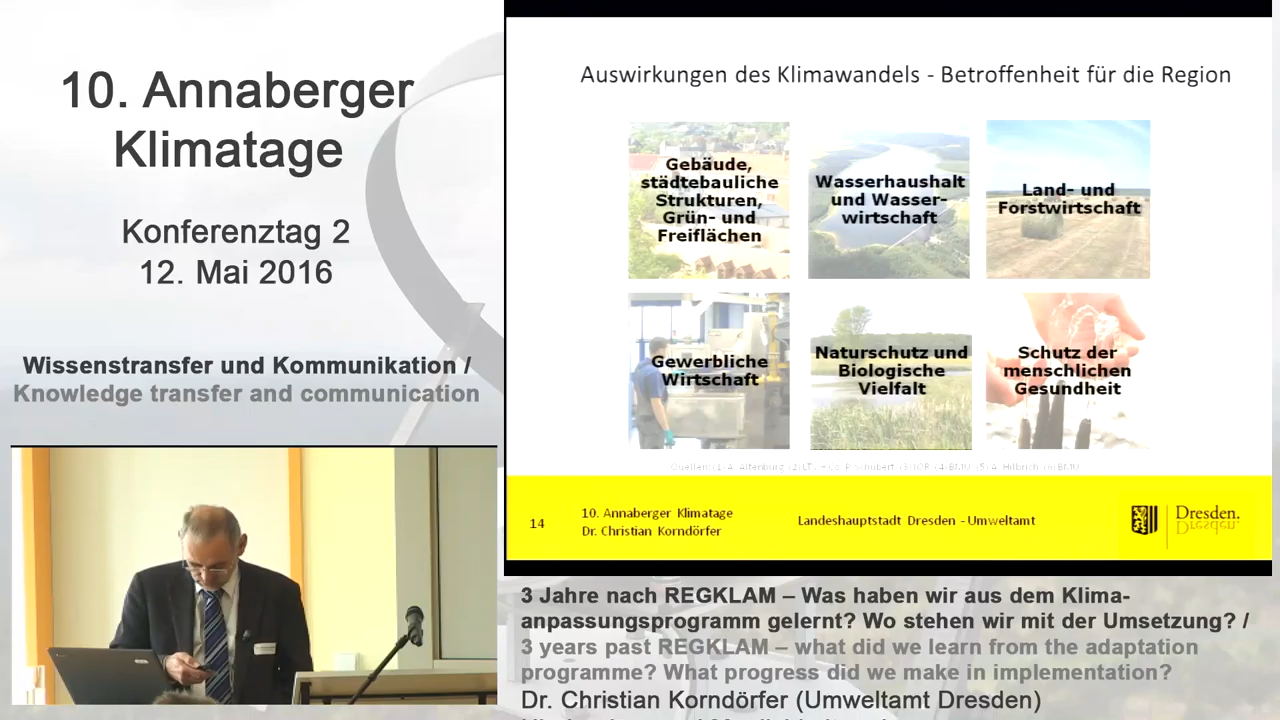 10. Annaberger
Klimatage
Konferenztag 2
12. Mai 2016
Wissenstransfer und Kommunikation /
Knowledge transfer and communication
Auswirkungen des Klimawandels - Betroffenheit für die Region
Gebäude,
städtebauliche
Strukturen,
Grün- und
Freiflächen
Wasserhaushalt
und Wasser-
wirtschaft
Land- und
Forstwirtschaft
Gewerbliche
Wirtschaft
Naturschutz und
Biologische
Vielfalt
Schutz der
menschlichen
Gesundheit
14
10. Annaberger Klimatage
Dr. Christian Korndörfer
Landeshauptstadt Dresden - Umweltamt
Dresden.
Dresden.
3 Jahre nach REGKLAM – Was haben wir aus dem Klima-
anpassungsprogramm gelernt? Wo stehen wir mit der Umsetzung? /
3 years past REGKLAM – what did we learn from the adaptation
programme? What progress did we make in implementation?
Dr. Christian Korndörfer (Umweltamt Dresden)